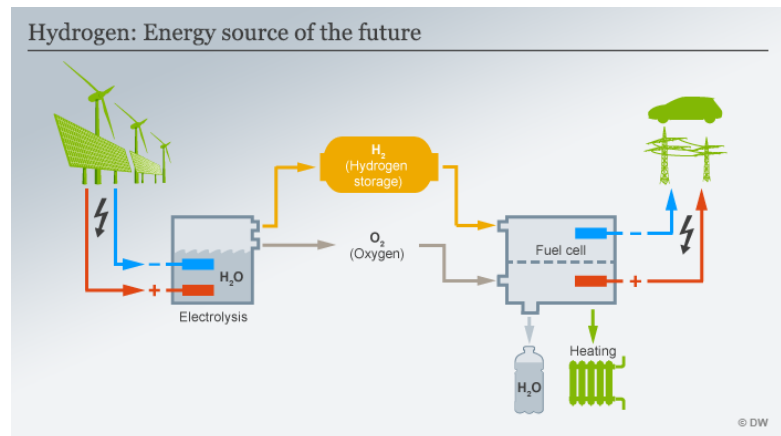 Hydrogen: Energy source of the future
H₂
(Hydrogen
storage)
O₂
(Oxygen)
Fuel cell
–
–
+
+
H₂O
Electrolysis
Heating
H₂O
© DW